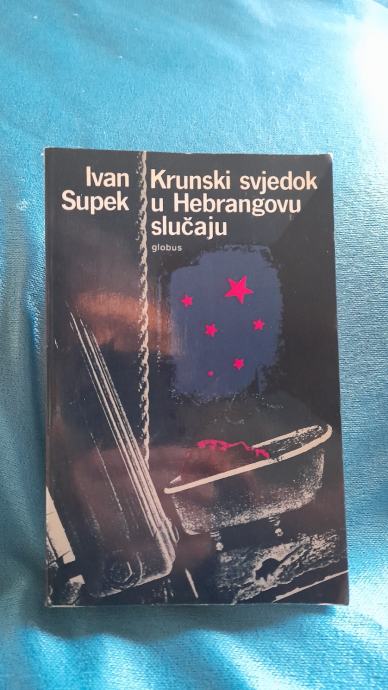 Ivan
Supek
Krunski svjedok
u Hebrangovu
slučaju
globus